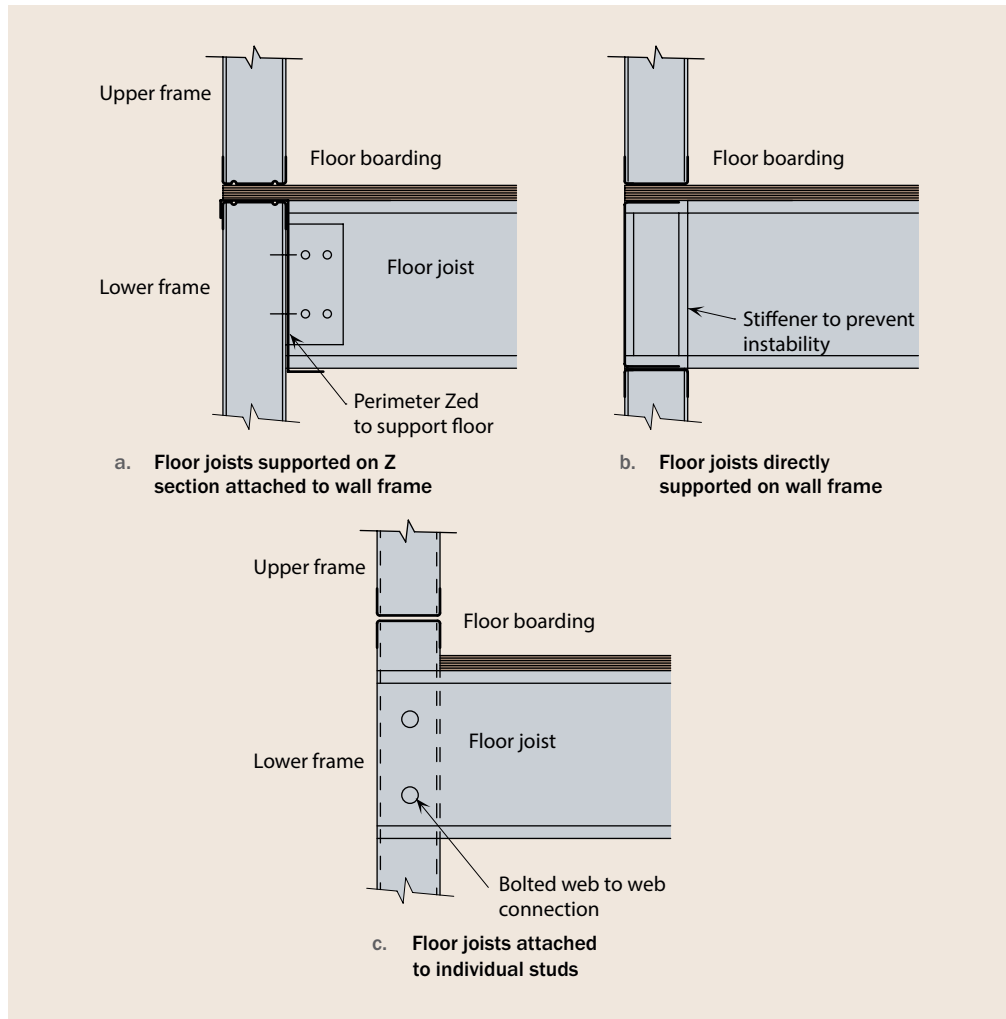 Upper frame
Floor boarding
Lower frame
Floor joist
Perimeter Zed
to support floor
a. Floor joists supported on Z
section attached to wall frame
Floor boarding
Stiffener to prevent
instability
b. Floor joists directly
supported on wall frame
Upper frame
Floor boarding
Lower frame
Floor joist
Bolted web to web
connection
c. Floor joists attached
to individual studs